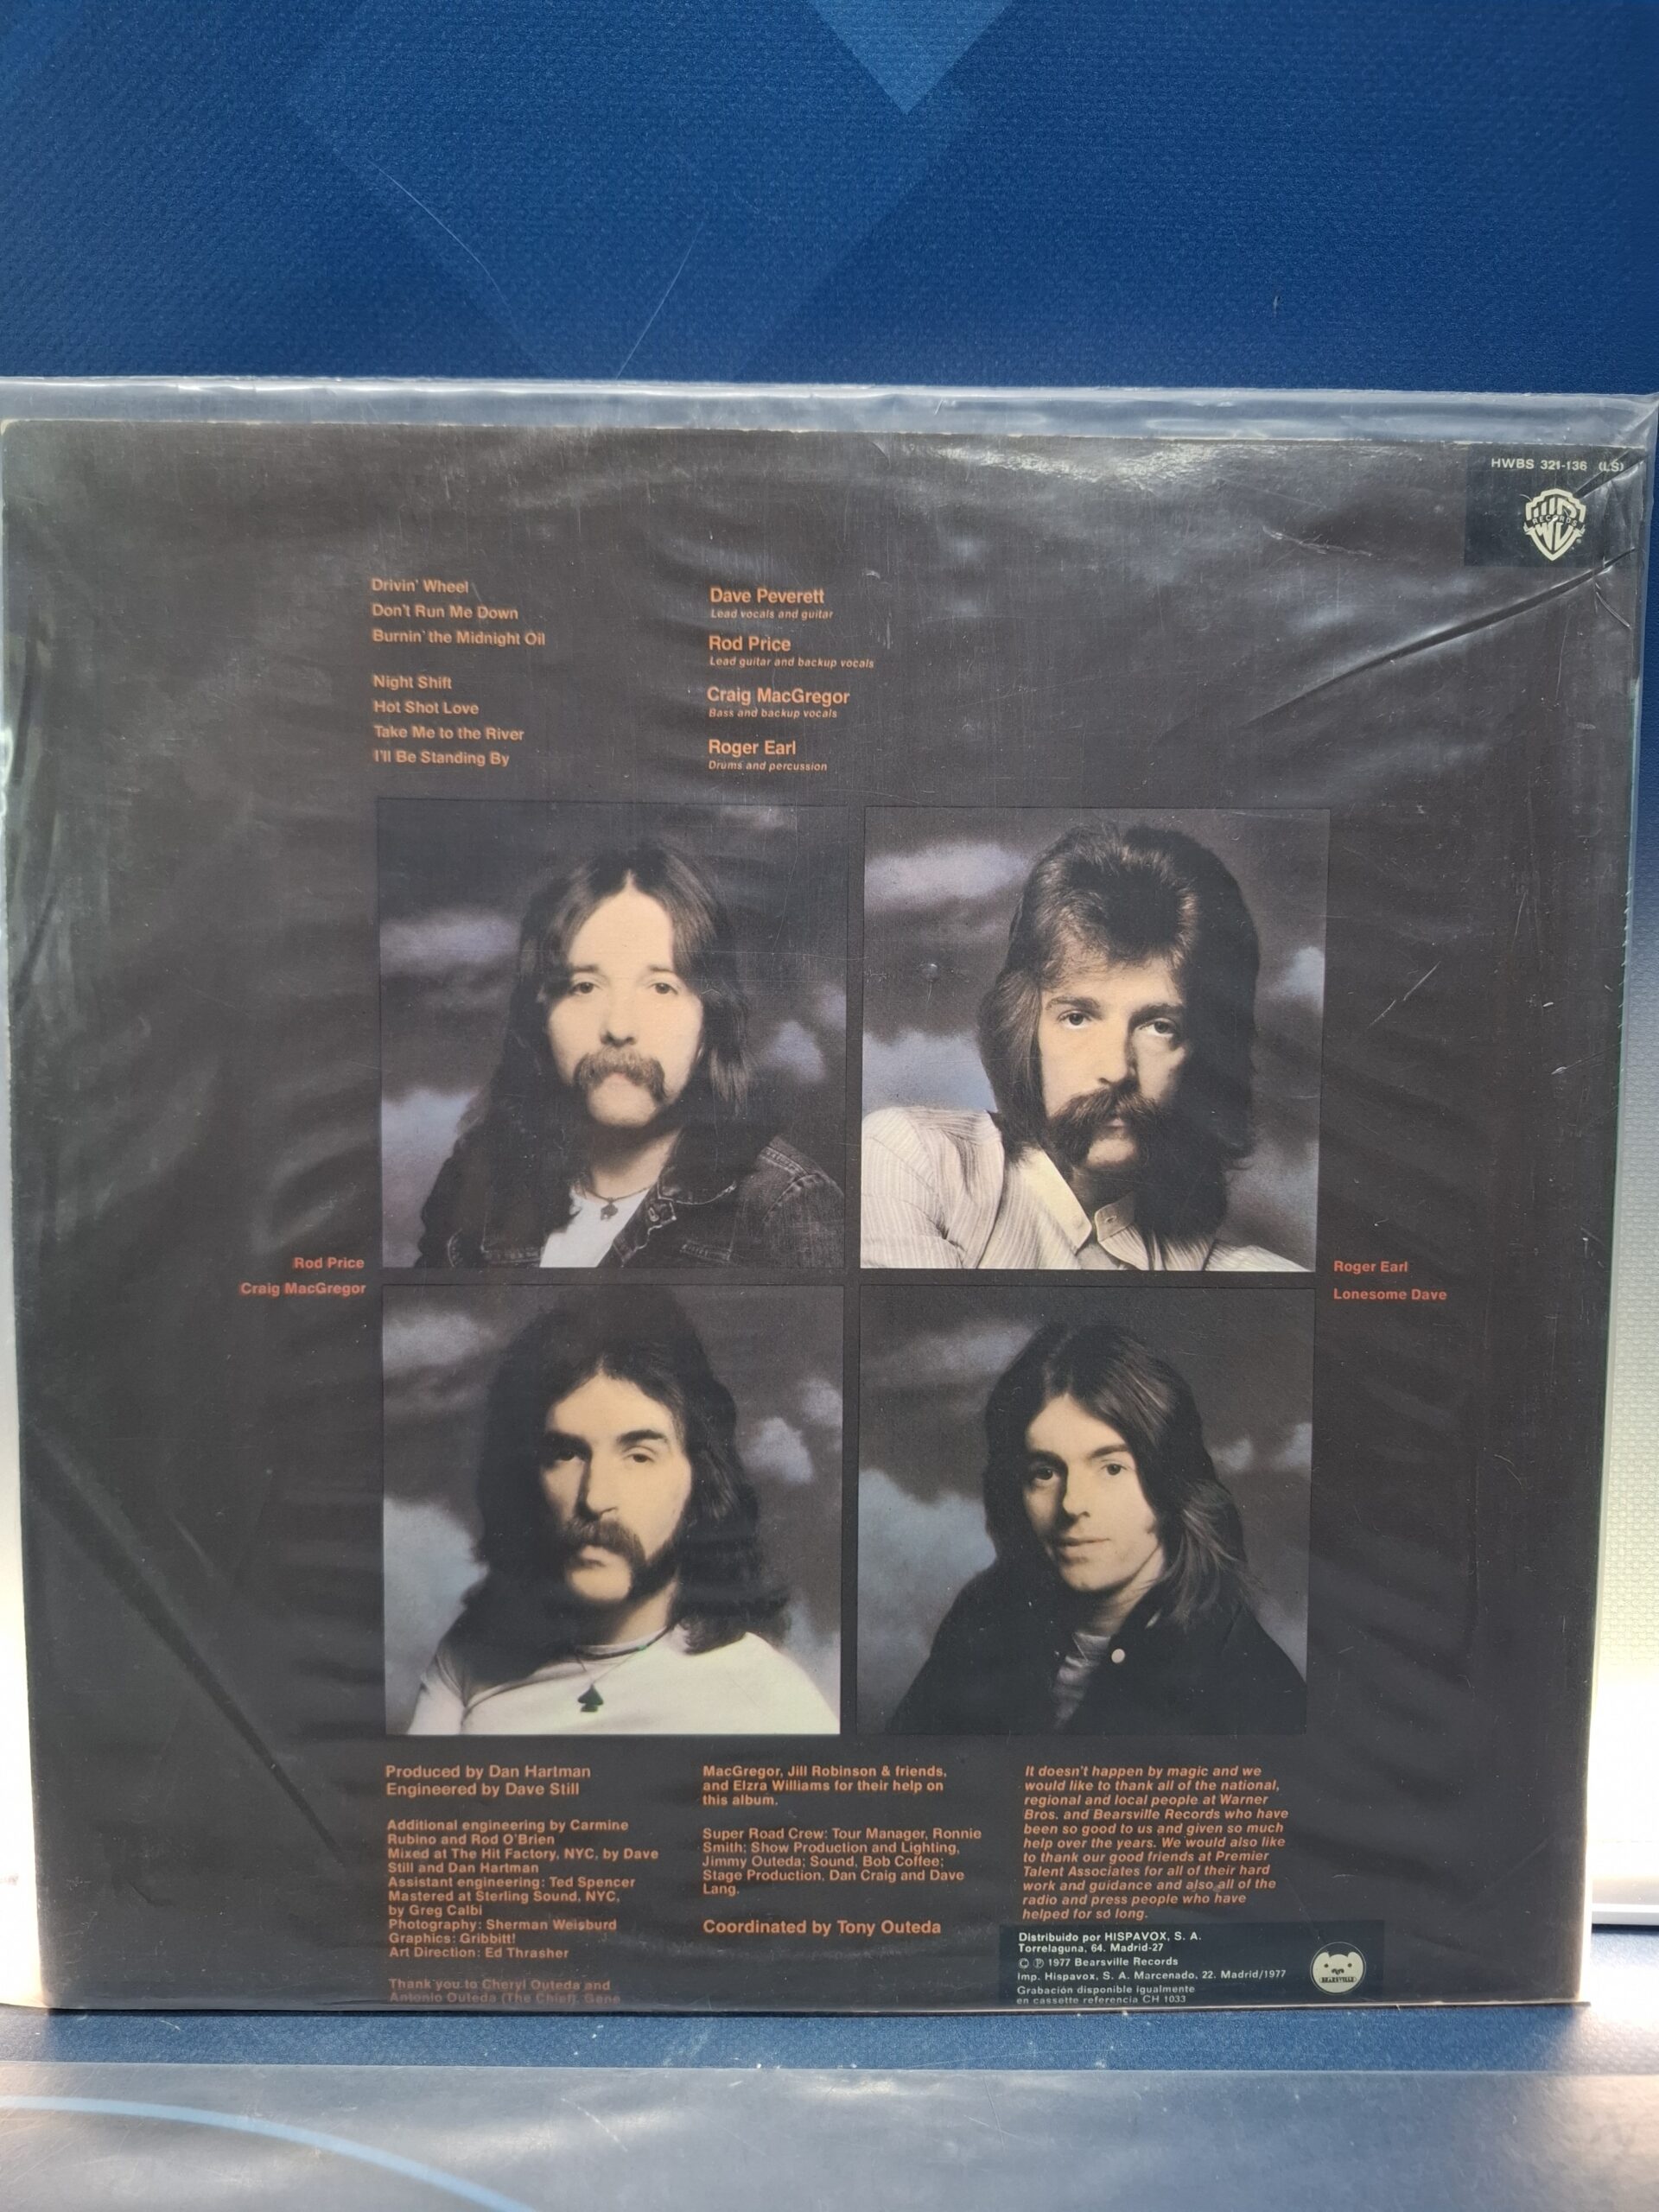 HWBS 321-136 (LS)
WB
RECORDS
Drivin' Wheel
Don't Run Me Down
Burnin' the Midnight Oil
Night Shift
Hot Shot Love
Take Me to the River
I'll Be Standing By
Dave Peverett
Lead vocals and guitar
Rod Price
Lead guitar and backup vocals
Craig MacGregor
Bass and backup vocals
Roger Earl
Drums and percussion
Rod Price
Craig MacGregor
Roger Earl
Lonesome Dave
Produced by Dan Hartman
Engineered by Dave Still
Additional engineering by Carmine
Rubino and Rod O'Brien
Mixed at The Hit Factory, NYC, by Dave
Still and Dan Hartman
Assistant engineering: Ted Spencer
Mastered at Sterling Sound, NYC,
by Greg Calbi
Photography: Sherman Weisburd
Graphics: Gribbitt!
Art Direction: Ed Thrasher
Thank you to Cheryl Outeda and
Antonio Outeda (The Chief), Gene
MacGregor, Jill Robinson & friends,
and Elzra Williams for their help on
this album.
Super Road Crew: Tour Manager, Ronnie
Smith; Show Production and Lighting,
Jimmy Outeda; Sound, Bob Coffee;
Stage Production, Dan Craig and Dave
Lang.
Coordinated by Tony Outeda
It doesn't happen by magic and we
would like to thank all of the national,
regional and local people at Warner
Bros. and Bearsville Records who have
been so good to us and given so much
help over the years. We would also like
to thank our good friends at Premier
Talent Associates for all of their hard
work and guidance and also all of the
radio and press people who have
helped for so long.
Distribuido por HISPAVOX, S. A.
Torrelaguna, 64. Madrid-27
© ℗ 1977 Bearsville Records
Imp. Hispavox, S. A. Marcenado, 22. Madrid/1977
Grabación disponible igualmente
en cassette referencia CH 1033
BEARSVILLE